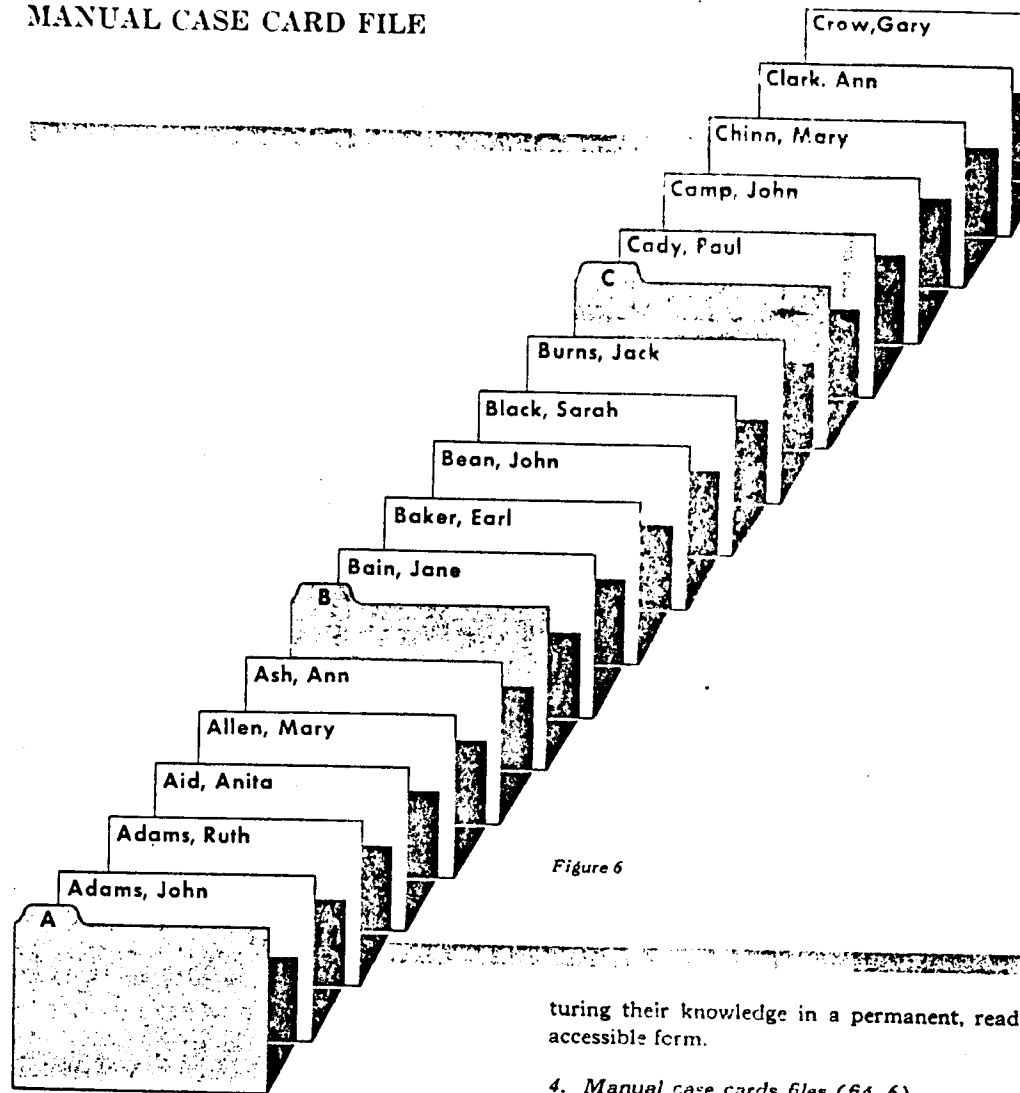 MANUAL CASE CARD FILE
Crow,Gary
Clark. Ann
Chinn, Mary
Camp, John
Cady, Paul
C
Burns, Jack
Black, Sarah
Bean, John
Baker, Earl
Bain, Jane
B
Ash, Ann
Allen, Mary
Aid, Anita
Adams, Ruth
Adams, John
A
Figure 6
turing their knowledge in a permanent, read
accessible form.
4. Manual case cards files (fig. 6)